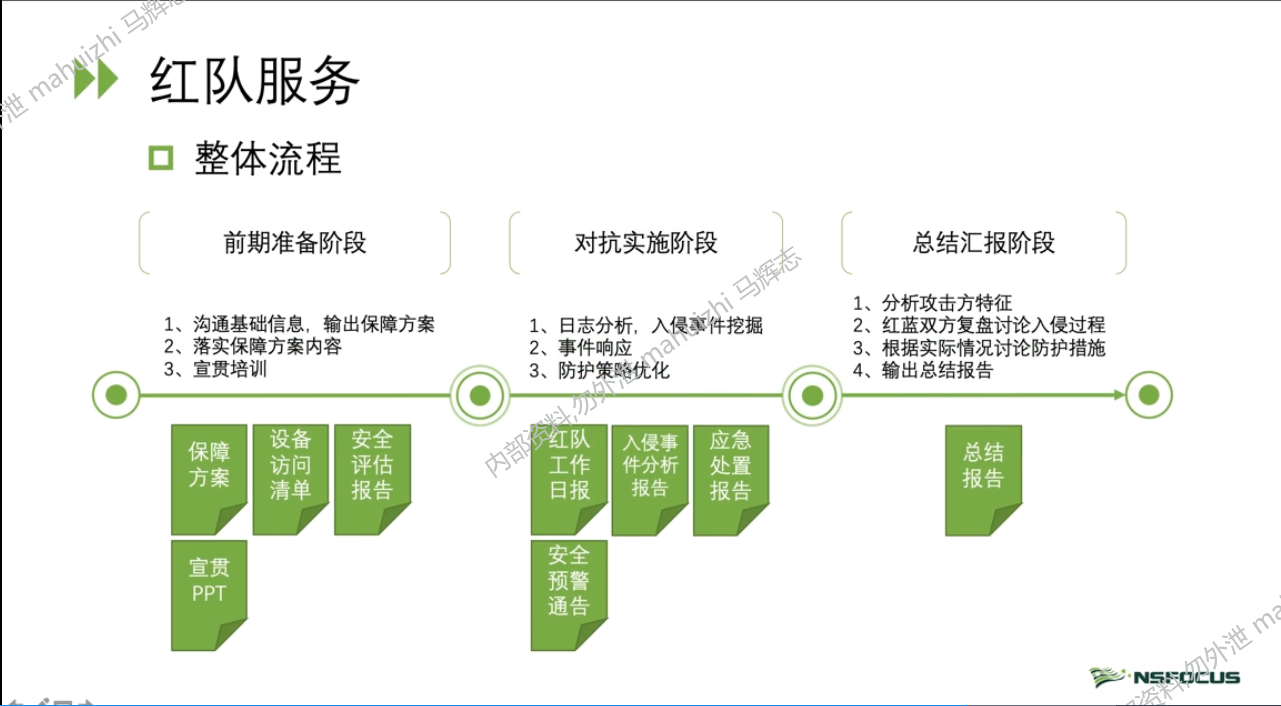 红队服务
整体流程
前期准备阶段
对抗实施阶段
总结汇报阶段
1、沟通基础信息，输出保障方案
2、落实保障方案内容
3、宣贯培训
1、日志分析，入侵事件挖掘
2、事件响应
3、防护策略优化
1、分析攻击方特征
2、红蓝双方复盘讨论入侵过程
3、根据实际情况讨论防护措施
4、输出总结报告
保障
方案
设备
访问
清单
安全
评估
报告
宣贯
PPT
红队
工作
日报
入侵事
件分析
报告
应急
处置
报告
安全
预警
通告
总结
报告
NSFOCUS
泄 mahuizhi 马辉志
内部资料,勿外泄 mahuizhi 马辉志
部资料,勿外泄 mahu